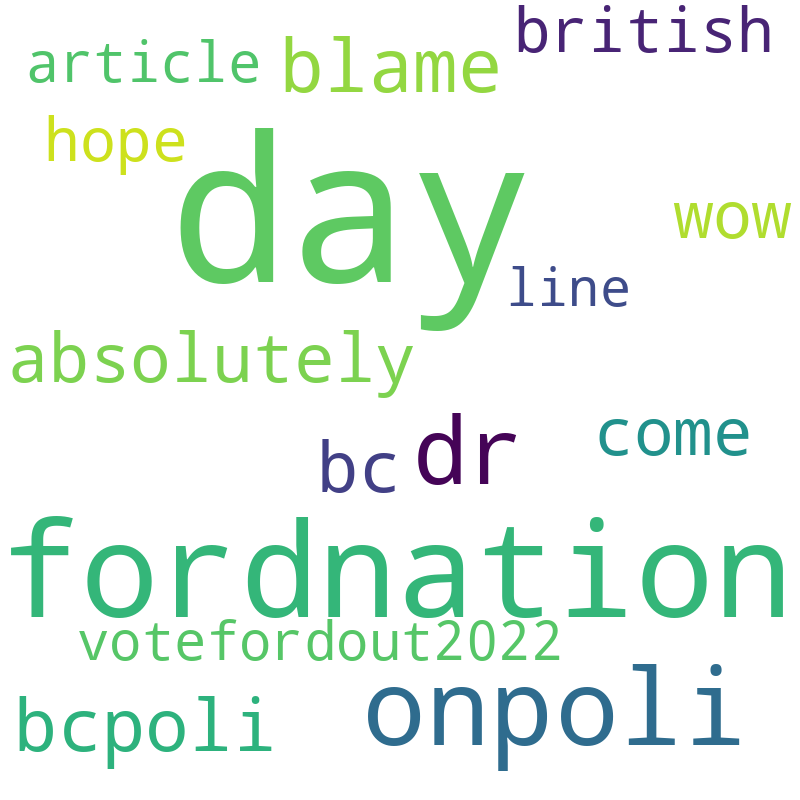 british
article
blame
hope
day
wow
line
absolutely
come
bc
dr
fordnation
votefordout2022
onpoli
bcpoli